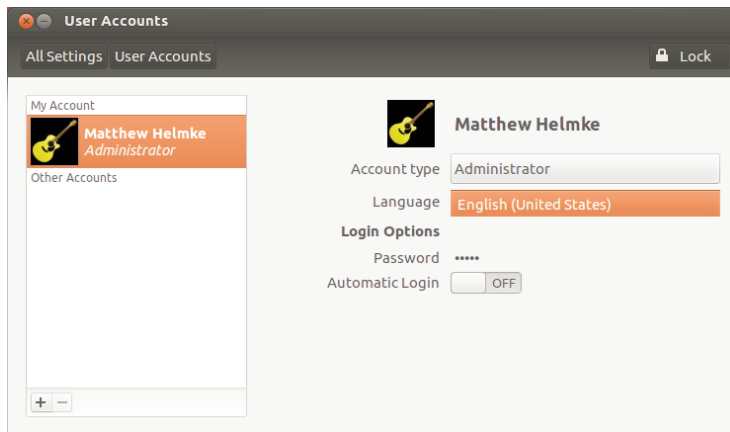 User Accounts
All Settings User Accounts Lock
My Account
Matthew Helmke
Administrator
Other Accounts
Matthew Helmke
Account type Administrator
Language English (United States)
Login Options
Password •••••
Automatic Login OFF